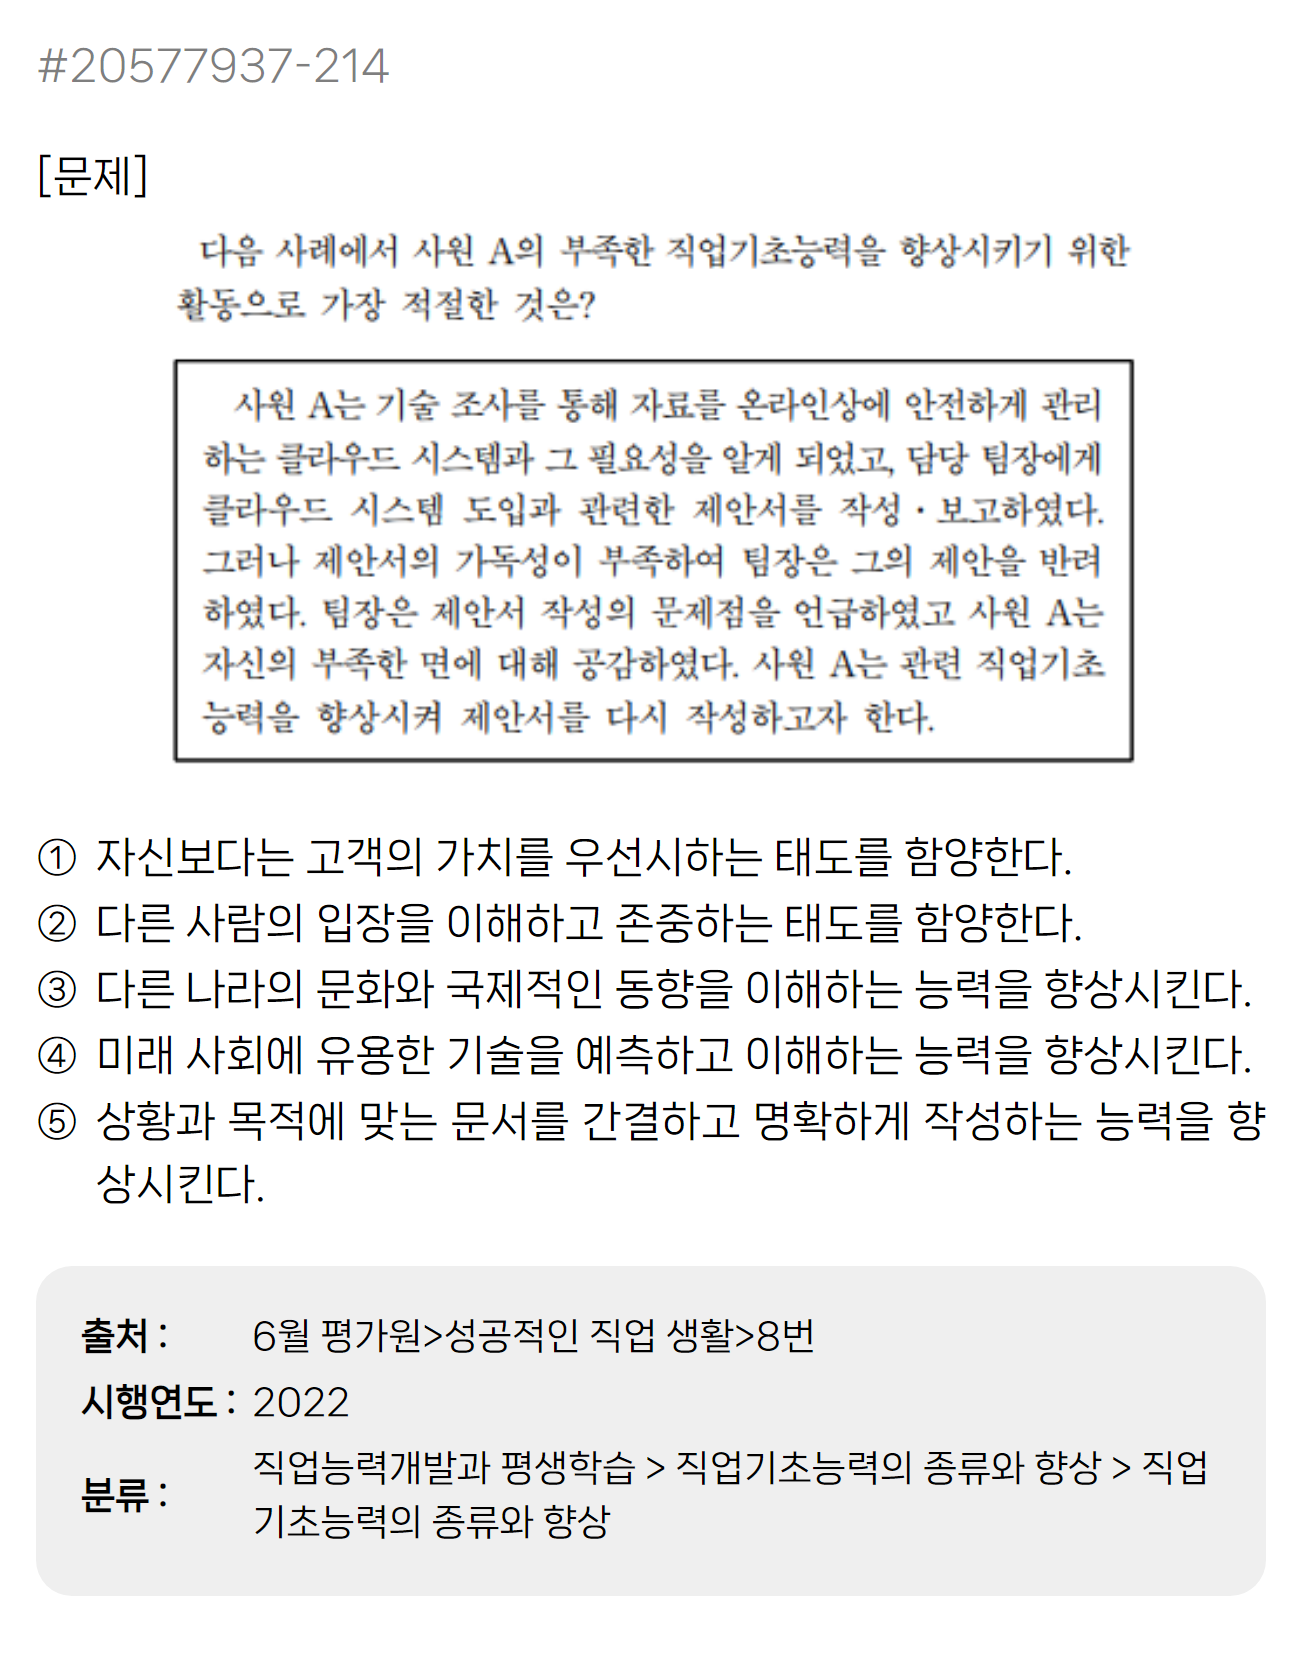 #20577937-214
[문제]
다음 사례에서 사원 A의 부족한 직업기초능력을 향상시키기 위한
활동으로 가장 적절한 것은?
사원 A는 기술 조사를 통해 자료를 온라인상에 안전하게 관리
하는 클라우드 시스템과 그 필요성을 알게 되었고, 담당 팀장에게
클라우드 시스템 도입과 관련한 제안서를 작성·보고하였다.
그러나 제안서의 가독성이 부족하여 팀장은 그의 제안을 반려
하였다. 팀장은 제안서 작성의 문제점을 언급하였고 사원 A는
자신의 부족한 면에 대해 공감하였다. 사원 A는 관련 직업기초
능력을 향상시켜 제안서를 다시 작성하고자 한다.
① 자신보다는 고객의 가치를 우선시하는 태도를 함양한다.
② 다른 사람의 입장을 이해하고 존중하는 태도를 함양한다.
③ 다른 나라의 문화와 국제적인 동향을 이해하는 능력을 향상시킨다.
④ 미래 사회에 유용한 기술을 예측하고 이해하는 능력을 향상시킨다.
⑤ 상황과 목적에 맞는 문서를 간결하고 명확하게 작성하는 능력을 향
상시킨다.
출처 : 6월 평가원>성공적인 직업 생활>8번
시행연도 : 2022
분류 : 직업능력개발과 평생학습 > 직업기초능력의 종류와 향상 > 직업
기초능력의 종류와 향상